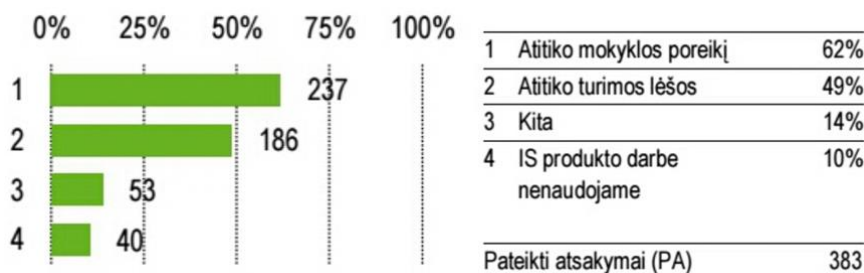 0% 25% 50% 75% 100%
1 237
2 186
3 53
4 40
1 Atitiko mokyklos poreikį 62%
2 Atitiko turimos lėšos 49%
3 Kita 14%
4 IS produkto darbe 10%
nenaudojame
Pateikti atsakymai (PA) 383